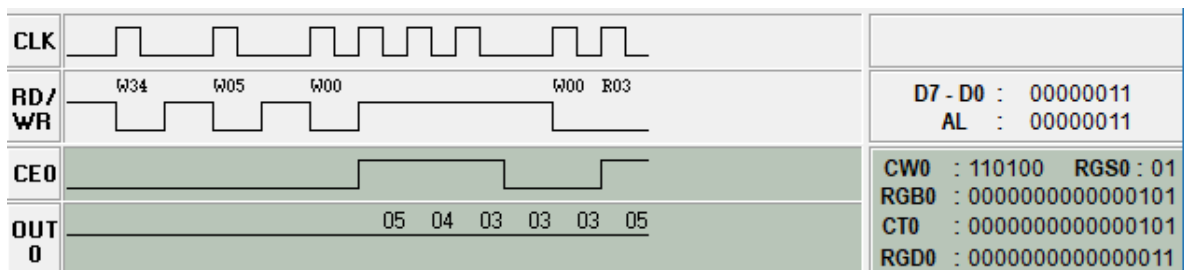 CLK
RD/
WR
W34 W05 W00 W00 R03
CE0
OUT
0
05 04 03 03 03 05
D7 - D0 : 00000011
AL : 00000011
CW0 : 110100 RGS0 : 01
RGB0 : 0000000000000101
CT0 : 0000000000000101
RGD0 : 0000000000000011